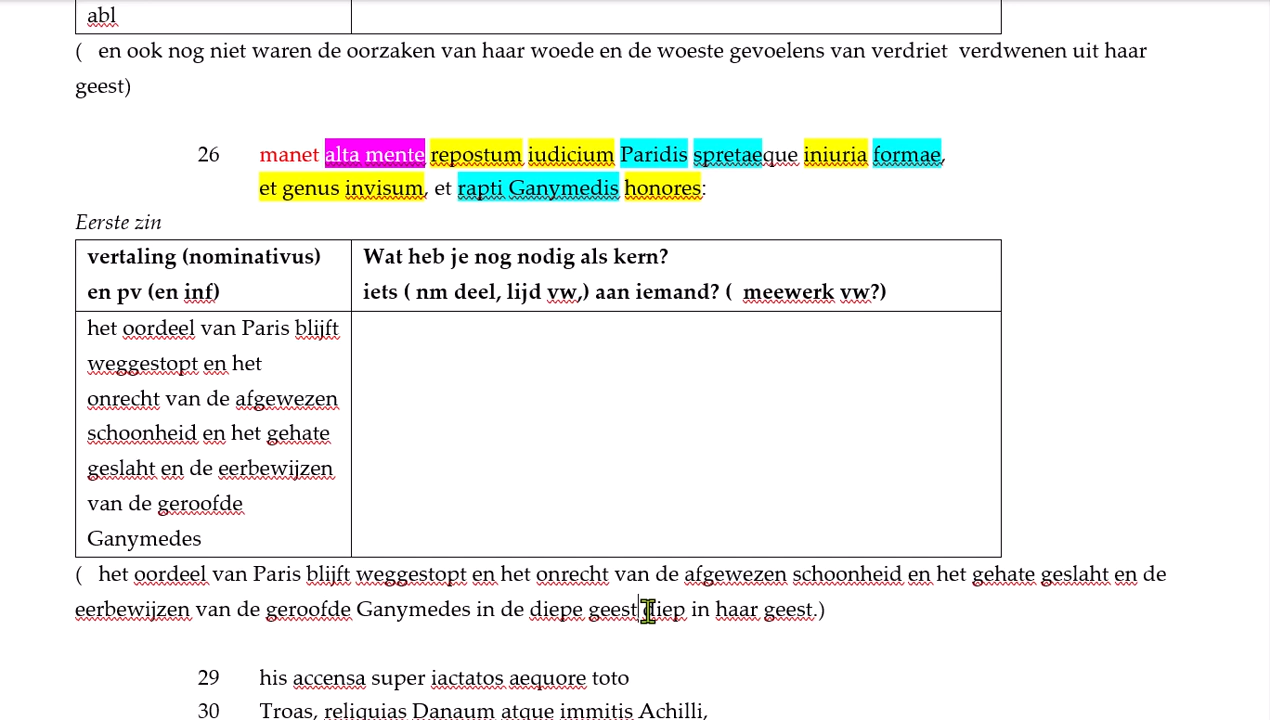 abl
( en ook nog niet waren de oorzaken van haar woede en de woeste gevoelens van verdriet verdwenen uit haar
geest)
26 manet alta mente repostum iudicium Paridis spretaeque iniuria formae,
et genus invisum, et rapti Ganymedis honores:
Eerste zin
vertaling (nominativus)
en pv (en inf)
Wat heb je nog nodig als kern?
iets ( nm deel, lijd vw,) aan iemand? ( meewerk vw?)
het oordeel van Paris blijft
weggestopt en het
onrecht van de afgewezen
schoonheid en het gehate
geslaht en de eerbewijzen
van de geroofde
Ganymedes
( het oordeel van Paris blijft weggestopt en het onrecht van de afgewezen schoonheid en het gehate geslaht en de
eerbewijzen van de geroofde Ganymedes in de diepe geest diep in haar geest.)
29 his accensa super iactatos aequore toto
30 Troas, reliquias Danaum atque immitis Achilli,